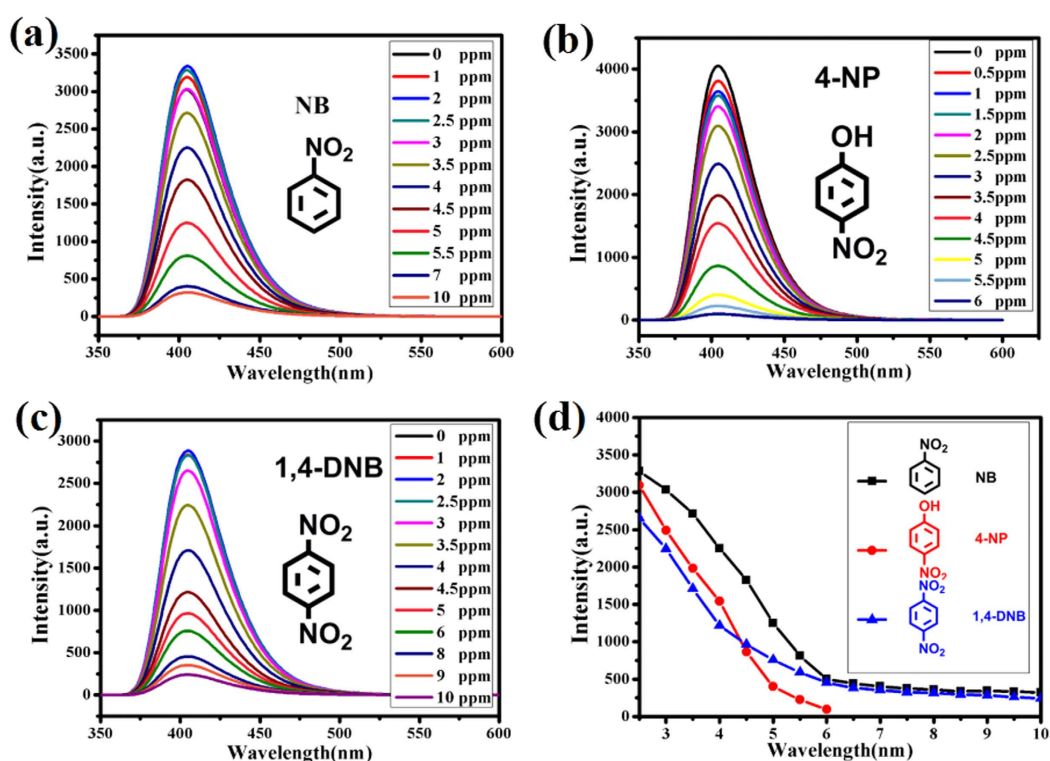 (a)
3500
3000
2500
2000
1500
1000
500
0
Intensity(a.u.)
350 400 450 500 550 600
Wavelength(nm)
NB
NO2
0 ppm
1 ppm
2 ppm
2.5 ppm
3 ppm
3.5 ppm
4 ppm
4.5 ppm
5 ppm
5.5 ppm
7 ppm
10 ppm
(b)
4000
3000
2000
1000
0
Intensity(a.u.)
350 400 450 500 550 600
Wavelength(nm)
4-NP
OH
NO2
0 ppm
0.5ppm
1 ppm
1.5ppm
2 ppm
2.5ppm
3 ppm
3.5ppm
4 ppm
4.5ppm
5 ppm
5.5ppm
6 ppm
(c)
3000
2500
2000
1500
1000
500
0
Intensity(a.u.)
350 400 450 500 550 600
Wavelength(nm)
1,4-DNB
NO2
NO2
0 ppm
1 ppm
2 ppm
2.5ppm
3 ppm
3.5ppm
4 ppm
4.5ppm
5 ppm
6 ppm
8 ppm
9 ppm
10 ppm
(d)
4000
3500
3000
2500
2000
1500
1000
500
0
Intensity(a.u.)
3 4 5 6 7 8 9 10
Wavelength(nm)
NO2
NB
OH
4-NP
NO2
NO2
1,4-DNB
NO2